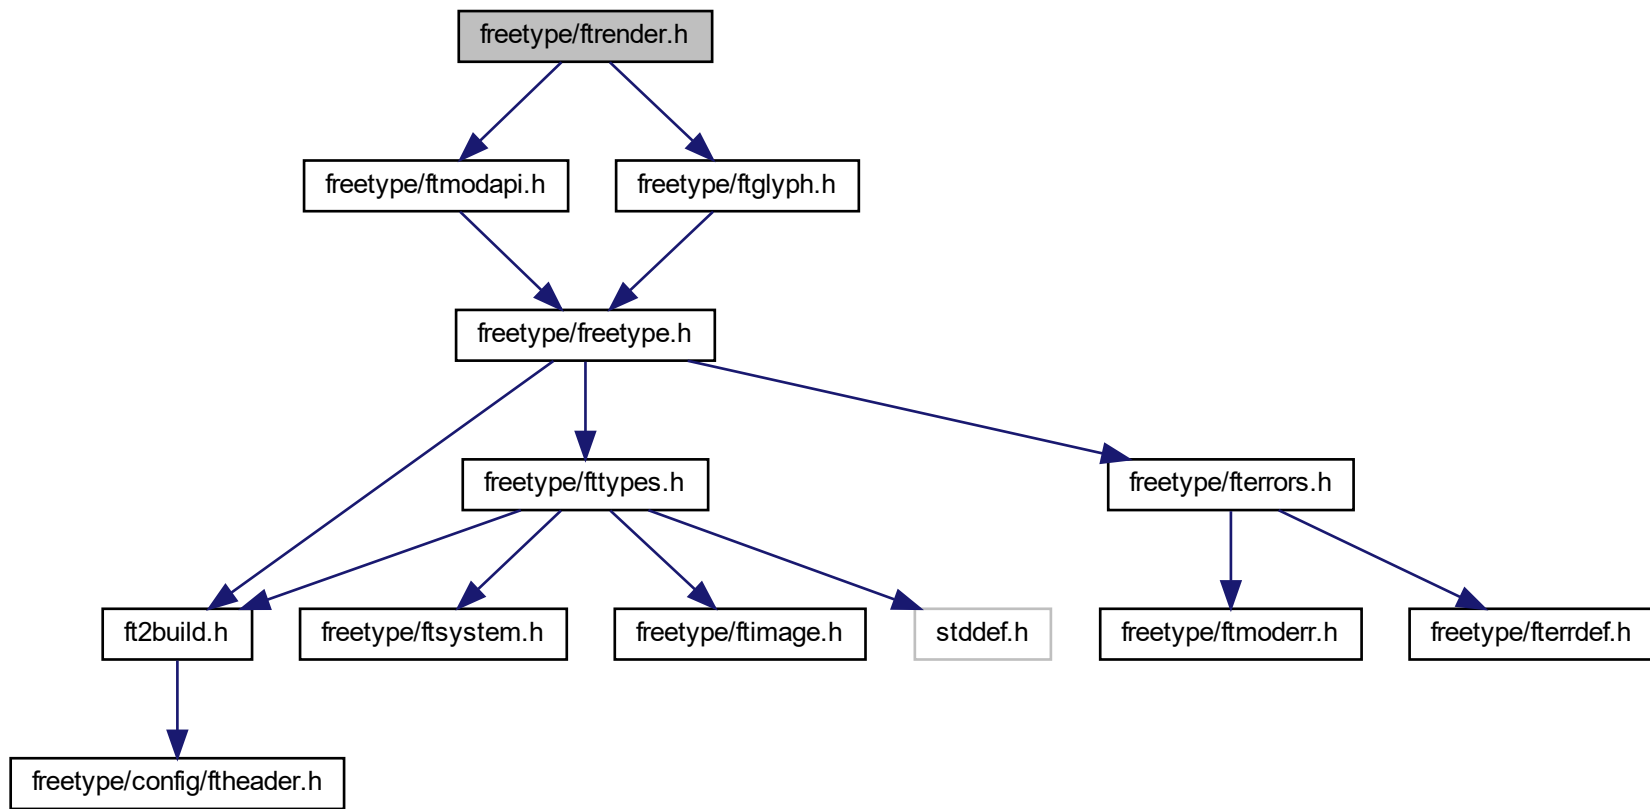 freetype/ftrender.h
freetype/ftmodapi.h
freetype/ftglyph.h
freetype/freetype.h
freetype/fttypes.h
freetype/fterrors.h
ft2build.h
freetype/ftsystem.h
freetype/ftimage.h
stddef.h
freetype/ftmoderr.h
freetype/fterrdef.h
freetype/config/ftheader.h